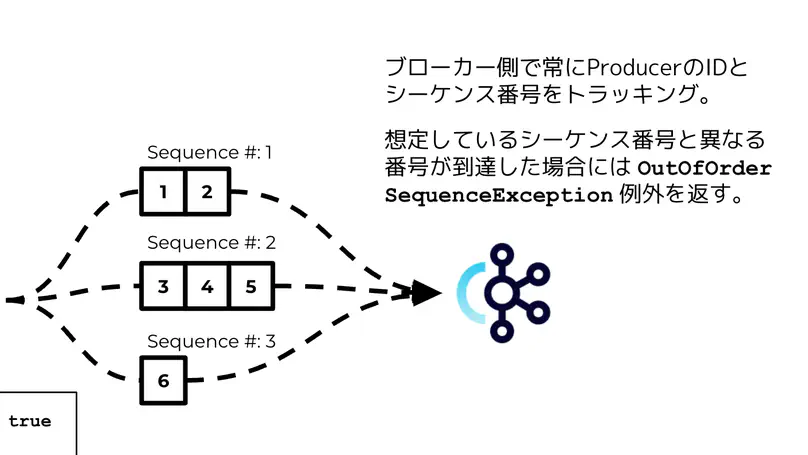 ブローカー側で常にProducerのIDと
シーケンス番号をトラッキング。
想定しているシーケンス番号と異なる
番号が到達した場合には OutOfOrder
SequenceException 例外を返す。
Sequence #: 1
1 2
Sequence #: 2
3 4 5
Sequence #: 3
6
true